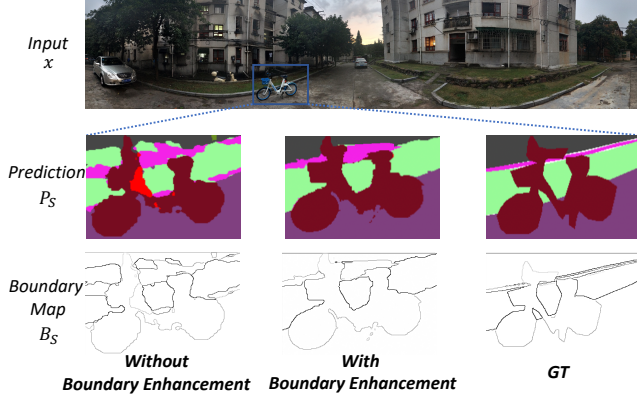 Input
x
Prediction
P_S
Boundary
Map
B_S
Without
Boundary Enhancement
With
Boundary Enhancement
GT